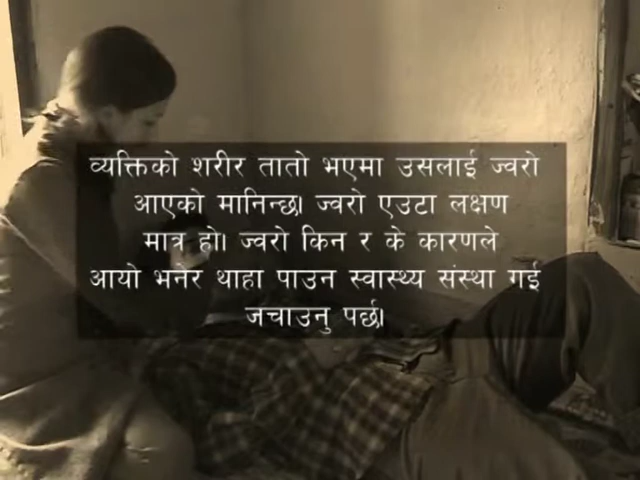 व्यक्तिको शरीर तातो भएमा उसलाई ज्वरो
आएको मानिन्छ। ज्वरो एउटा लक्षण
मात्र हो। ज्वरो किन र के कारणले
आयो भनेर थाहा पाउन स्वास्थ्य संस्था गई
जचाउनु पर्छ।